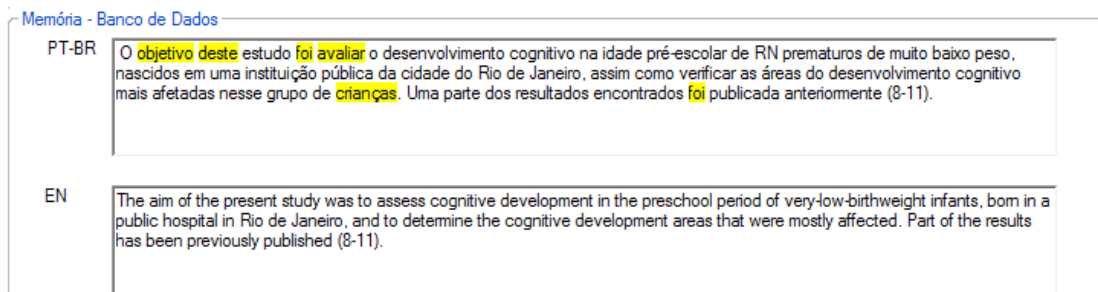 Memória - Banco de Dados
PT-BR
O objetivo deste estudo foi avaliar o desenvolvimento cognitivo na idade pré-escolar de RN prematuros de muito baixo peso,
nascidos em uma instituição pública da cidade do Rio de Janeiro, assim como verificar as áreas do desenvolvimento cognitivo
mais afetadas nesse grupo de crianças. Uma parte dos resultados encontrados foi publicada anteriormente (8-11).
EN
The aim of the present study was to assess cognitive development in the preschool period of very-low-birthweight infants, born in a
public hospital in Rio de Janeiro, and to determine the cognitive development areas that were mostly affected. Part of the results
has been previously published (8-11).